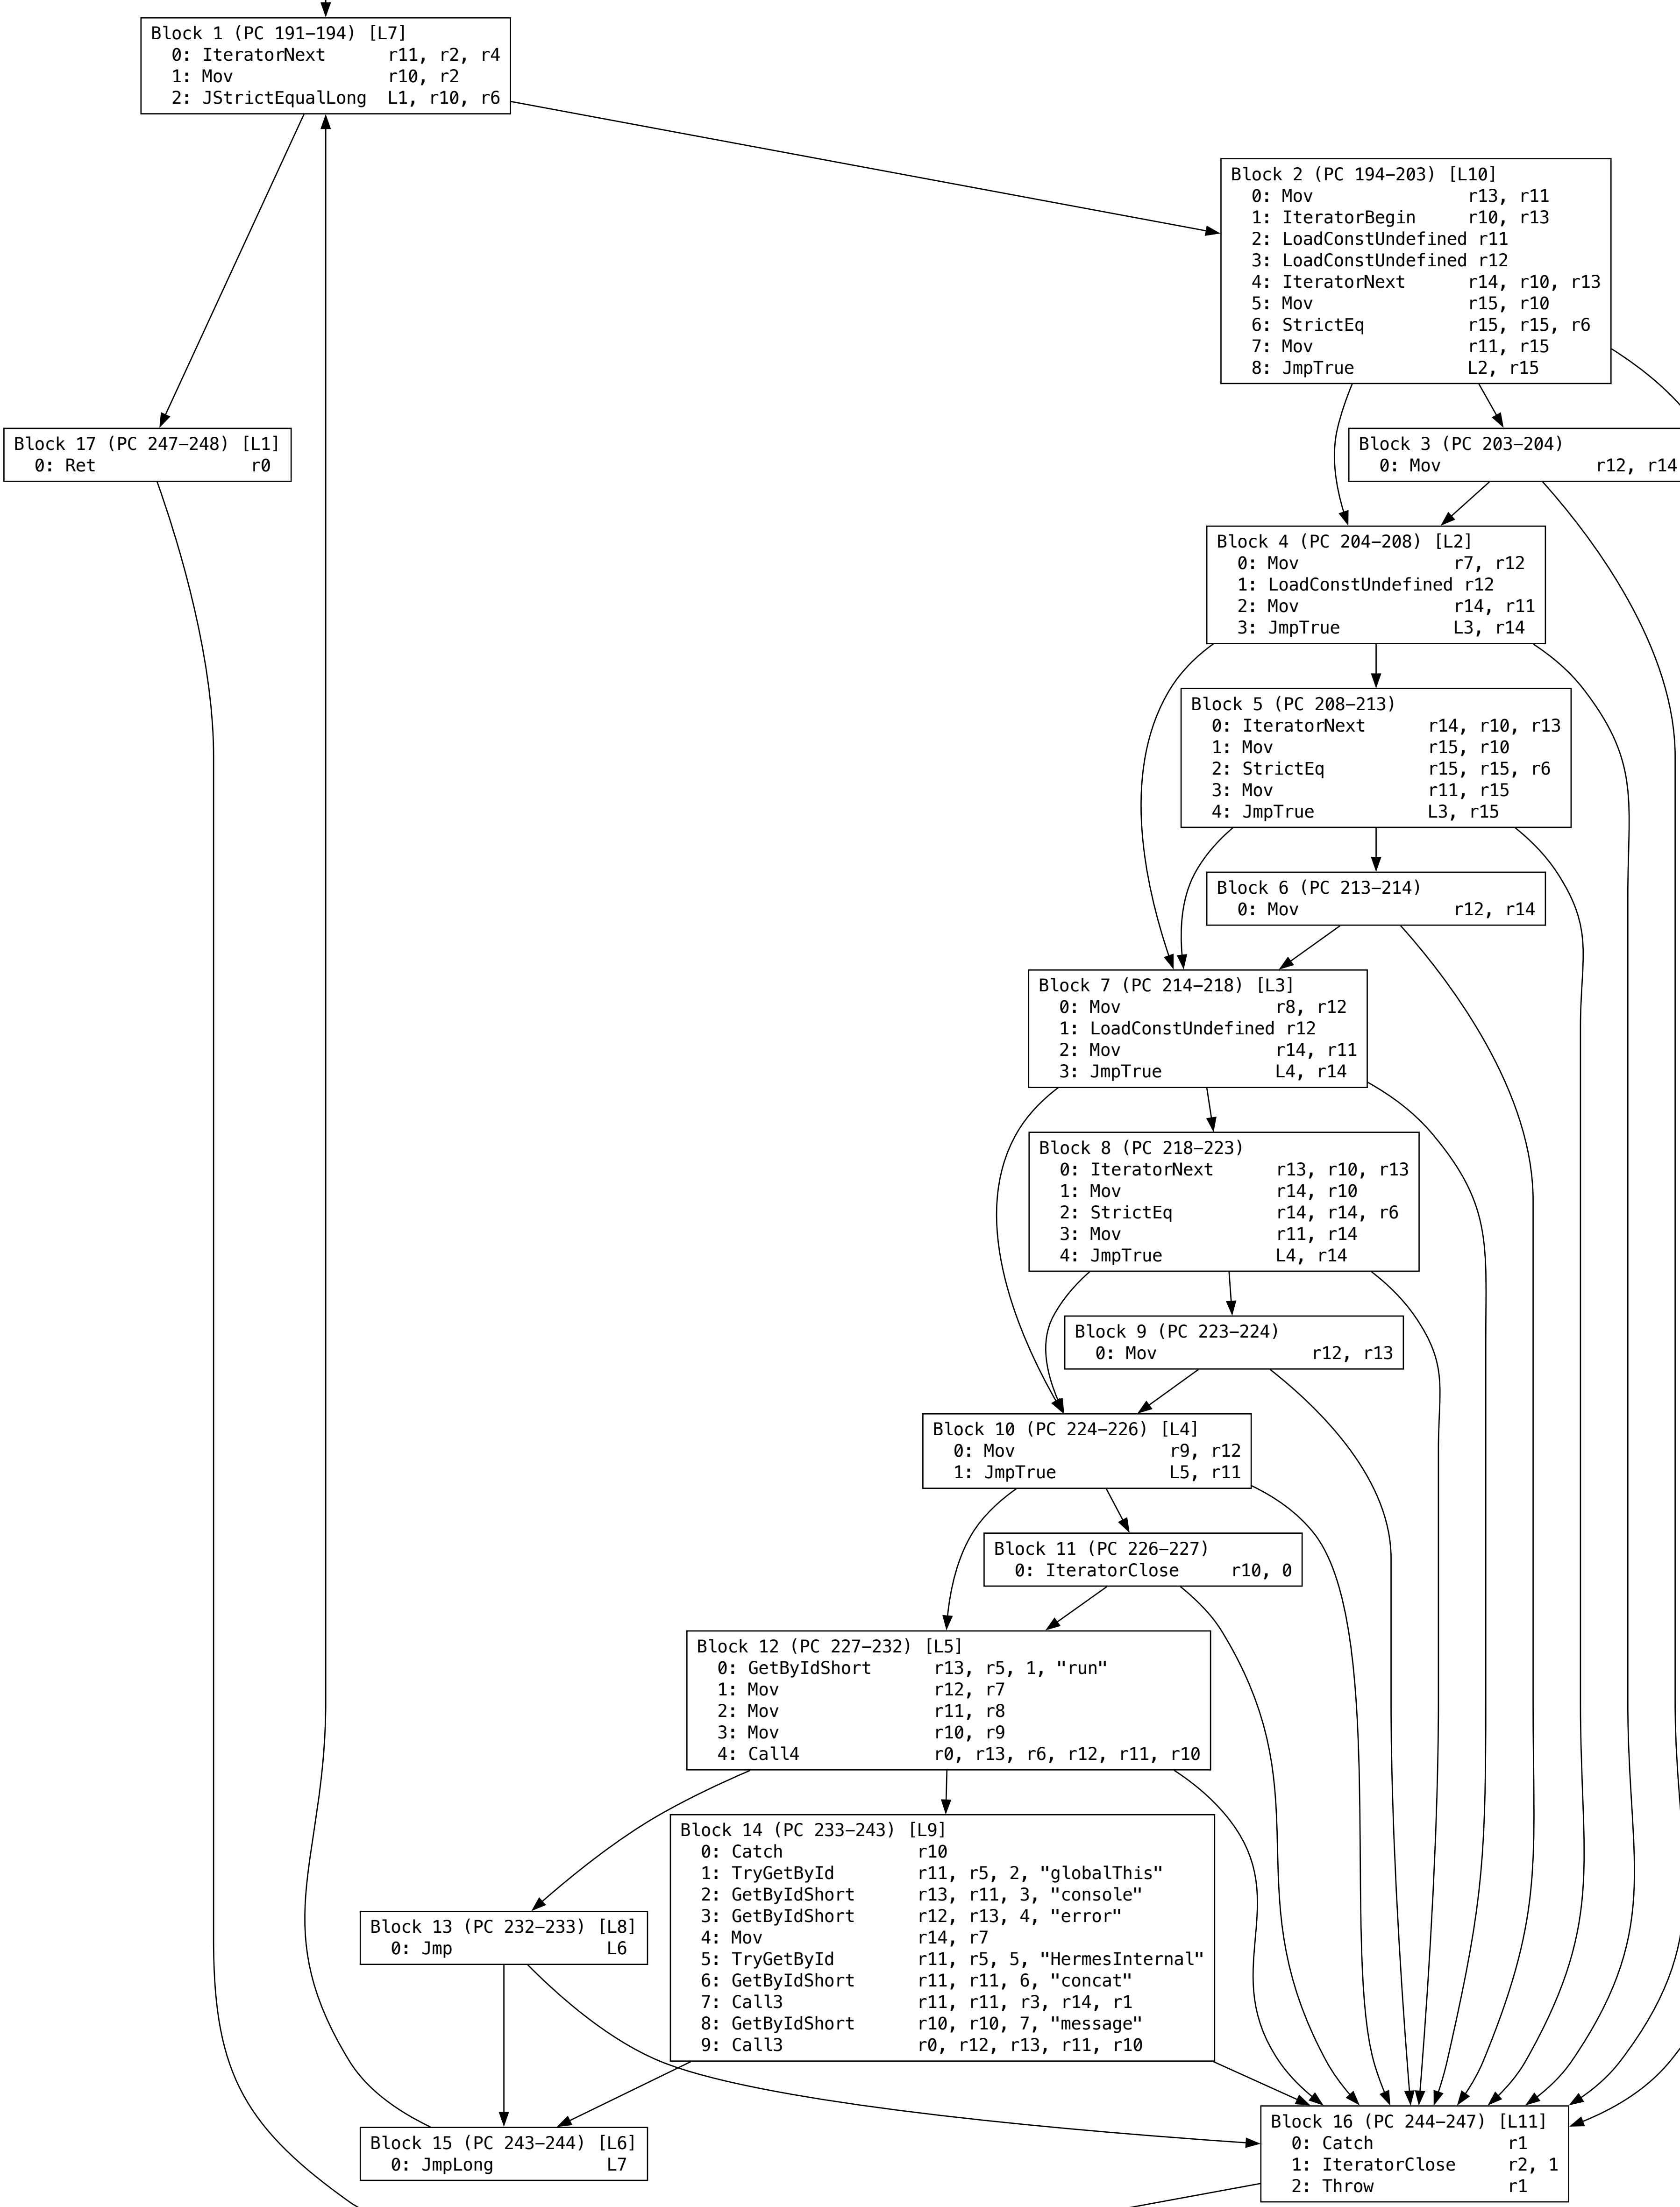 Block 1 (PC 191–194) [L7]
0: IteratorNext r11, r2, r4
1: Mov r10, r2
2: JStrictEqualLong L1, r10, r6
Block 2 (PC 194–203) [L10]
0: Mov r13, r11
1: IteratorBegin r10, r13
2: LoadConstUndefined r11
3: LoadConstUndefined r12
4: IteratorNext r14, r10, r13
5: Mov r15, r10
6: StrictEq r15, r15, r6
7: Mov r11, r15
8: JmpTrue L2, r15
Block 17 (PC 247–248) [L1]
0: Ret r0
Block 3 (PC 203–204)
0: Mov r12, r14
Block 4 (PC 204–208) [L2]
0: Mov r7, r12
1: LoadConstUndefined r12
2: Mov r14, r11
3: JmpTrue L3, r14
Block 5 (PC 208–213)
0: IteratorNext r14, r10, r13
1: Mov r15, r10
2: StrictEq r15, r15, r6
3: Mov r11, r15
4: JmpTrue L3, r15
Block 6 (PC 213–214)
0: Mov r12, r14
Block 7 (PC 214–218) [L3]
0: Mov r8, r12
1: LoadConstUndefined r12
2: Mov r14, r11
3: JmpTrue L4, r14
Block 8 (PC 218–223)
0: IteratorNext r13, r10, r13
1: Mov r14, r10
2: StrictEq r14, r14, r6
3: Mov r11, r14
4: JmpTrue L4, r14
Block 9 (PC 223–224)
0: Mov r12, r13
Block 10 (PC 224–226) [L4]
0: Mov r9, r12
1: JmpTrue L5, r11
Block 11 (PC 226–227)
0: IteratorClose r10, 0
Block 12 (PC 227–232) [L5]
0: GetByIdShort r13, r5, 1, "run"
1: Mov r12, r7
2: Mov r11, r8
3: Mov r10, r9
4: Call4 r0, r13, r6, r12, r11, r10
Block 14 (PC 233–243) [L9]
0: Catch r10
1: TryGetById r11, r5, 2, "globalThis"
2: GetByIdShort r13, r11, 3, "console"
3: GetByIdShort r12, r13, 4, "error"
4: Mov r14, r7
5: TryGetById r11, r5, 5, "HermesInternal"
6: GetByIdShort r11, r11, 6, "concat"
7: Call3 r11, r11, r3, r14, r1
8: GetByIdShort r10, r10, 7, "message"
9: Call3 r0, r12, r13, r11, r10
Block 13 (PC 232–233) [L8]
0: Jmp L6
Block 15 (PC 243–244) [L6]
0: JmpLong L7
Block 16 (PC 244–247) [L11]
0: Catch r1
1: IteratorClose r2, 1
2: Throw r1